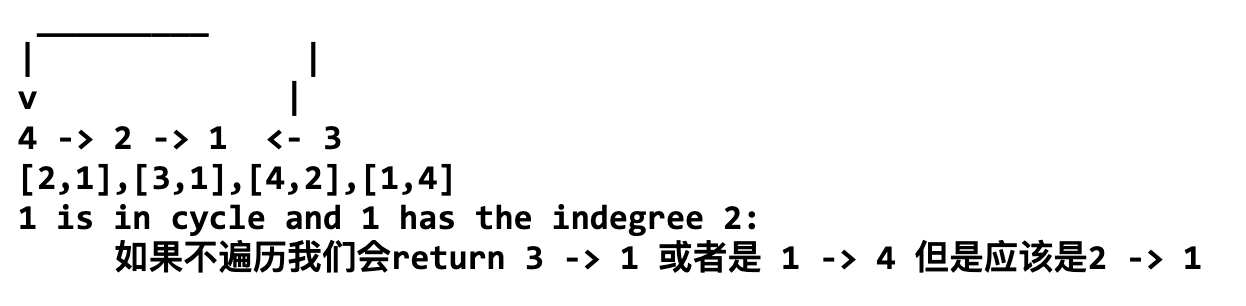 _________
|              |
v             |
4 -> 2 -> 1  <- 3
[2,1],[3,1],[4,2],[1,4]
1 is in cycle and 1 has the indegree 2:
     如果不遍历我们会return 3 -> 1 或者是 1 -> 4 但是应该是2 -> 1